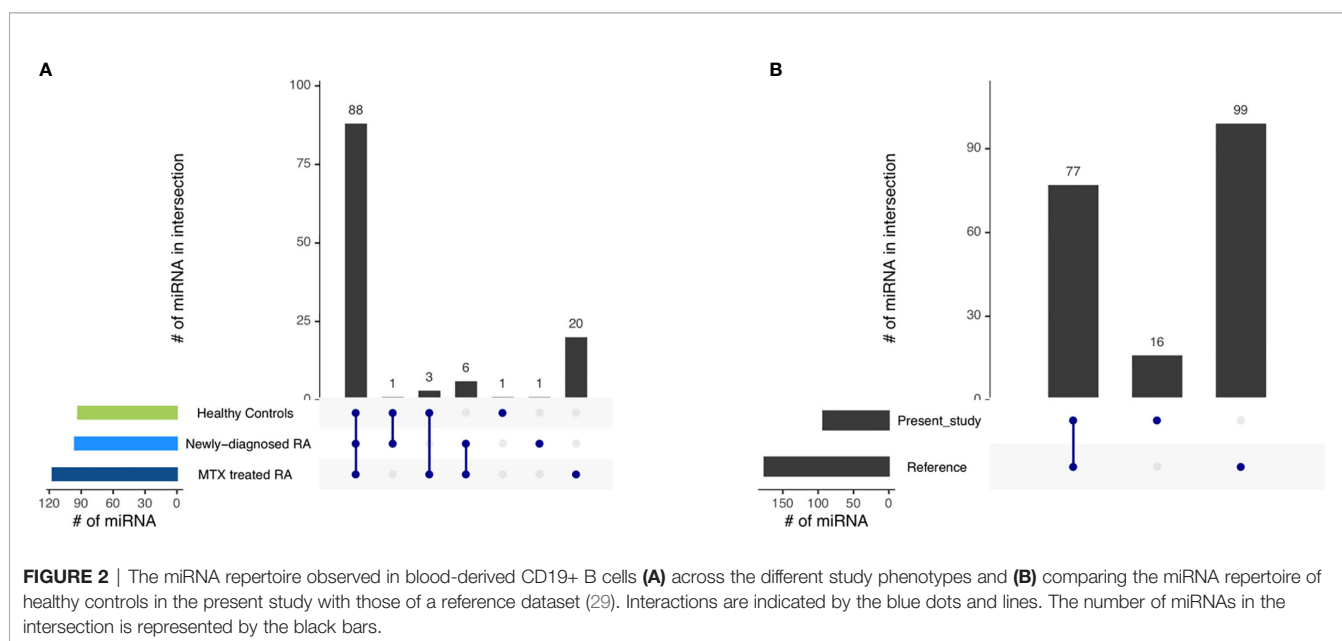 A
# of miRNA in intersection
100
75
50
25
0
88
1
3
6
1
1
20
Healthy Controls
Newly-diagnosed RA
MTX treated RA
120 90 60 30 0
# of miRNA
B
# of miRNA in intersection
90
60
30
0
77
16
99
Present_study
Reference
150 100 50 0
# of miRNA
FIGURE 2 | The miRNA repertoire observed in blood-derived CD19+ B cells (A) across the different study phenotypes and (B) comparing the miRNA repertoire of
healthy controls in the present study with those of a reference dataset (29). Interactions are indicated by the blue dots and lines. The number of miRNAs in the
intersection is represented by the black bars.